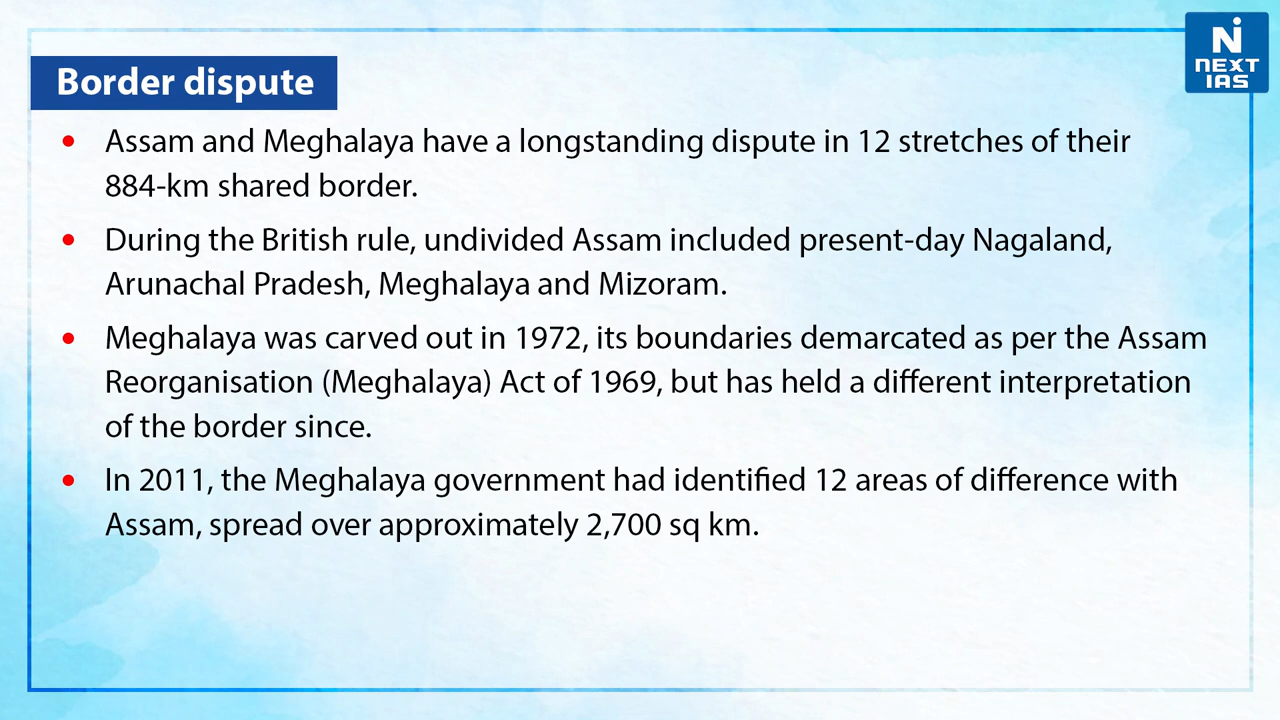 NEXT
IAS
Border dispute
• Assam and Meghalaya have a longstanding dispute in 12 stretches of their
884-km shared border.
• During the British rule, undivided Assam included present-day Nagaland,
Arunachal Pradesh, Meghalaya and Mizoram.
• Meghalaya was carved out in 1972, its boundaries demarcated as per the Assam
Reorganisation (Meghalaya) Act of 1969, but has held a different interpretation
of the border since.
• In 2011, the Meghalaya government had identified 12 areas of difference with
Assam, spread over approximately 2,700 sq km.